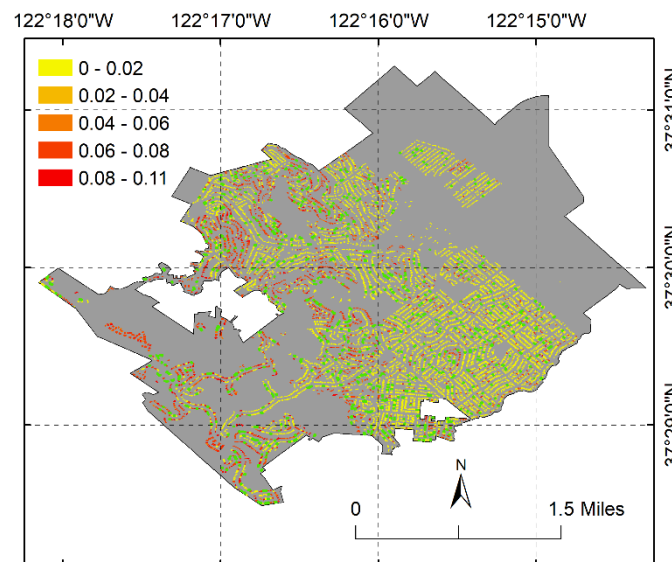 122°18'0"W 122°17'0"W 122°16'0"W 122°15'0"W
0 - 0.02
0.02 - 0.04
0.04 - 0.06
0.06 - 0.08
0.08 - 0.11
37°31'0"N
37°30'0"N
37°29'0"N
N
0 1.5 Miles